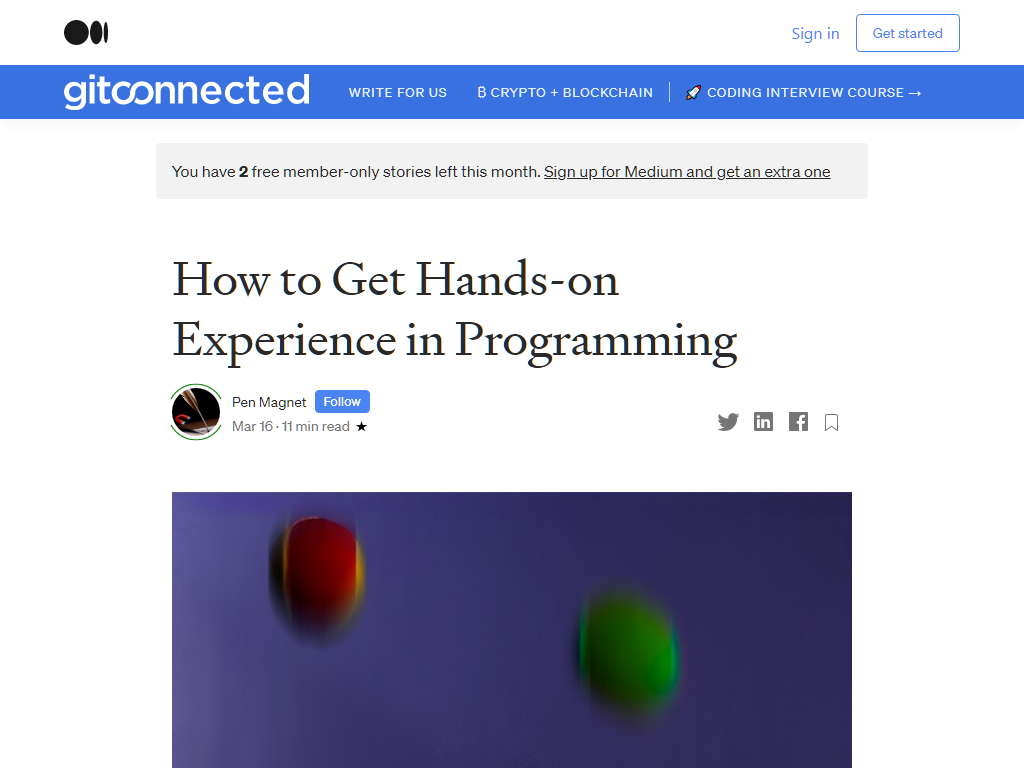 Sign in
Get started
gitconnected
WRITE FOR US
₿ CRYPTO + BLOCKCHAIN
🚀 CODING INTERVIEW COURSE →
You have 2 free member-only stories left this month. Sign up for Medium and get an extra one
How to Get Hands-on
Experience in Programming
Pen Magnet
Follow
Mar 16 · 11 min read ★